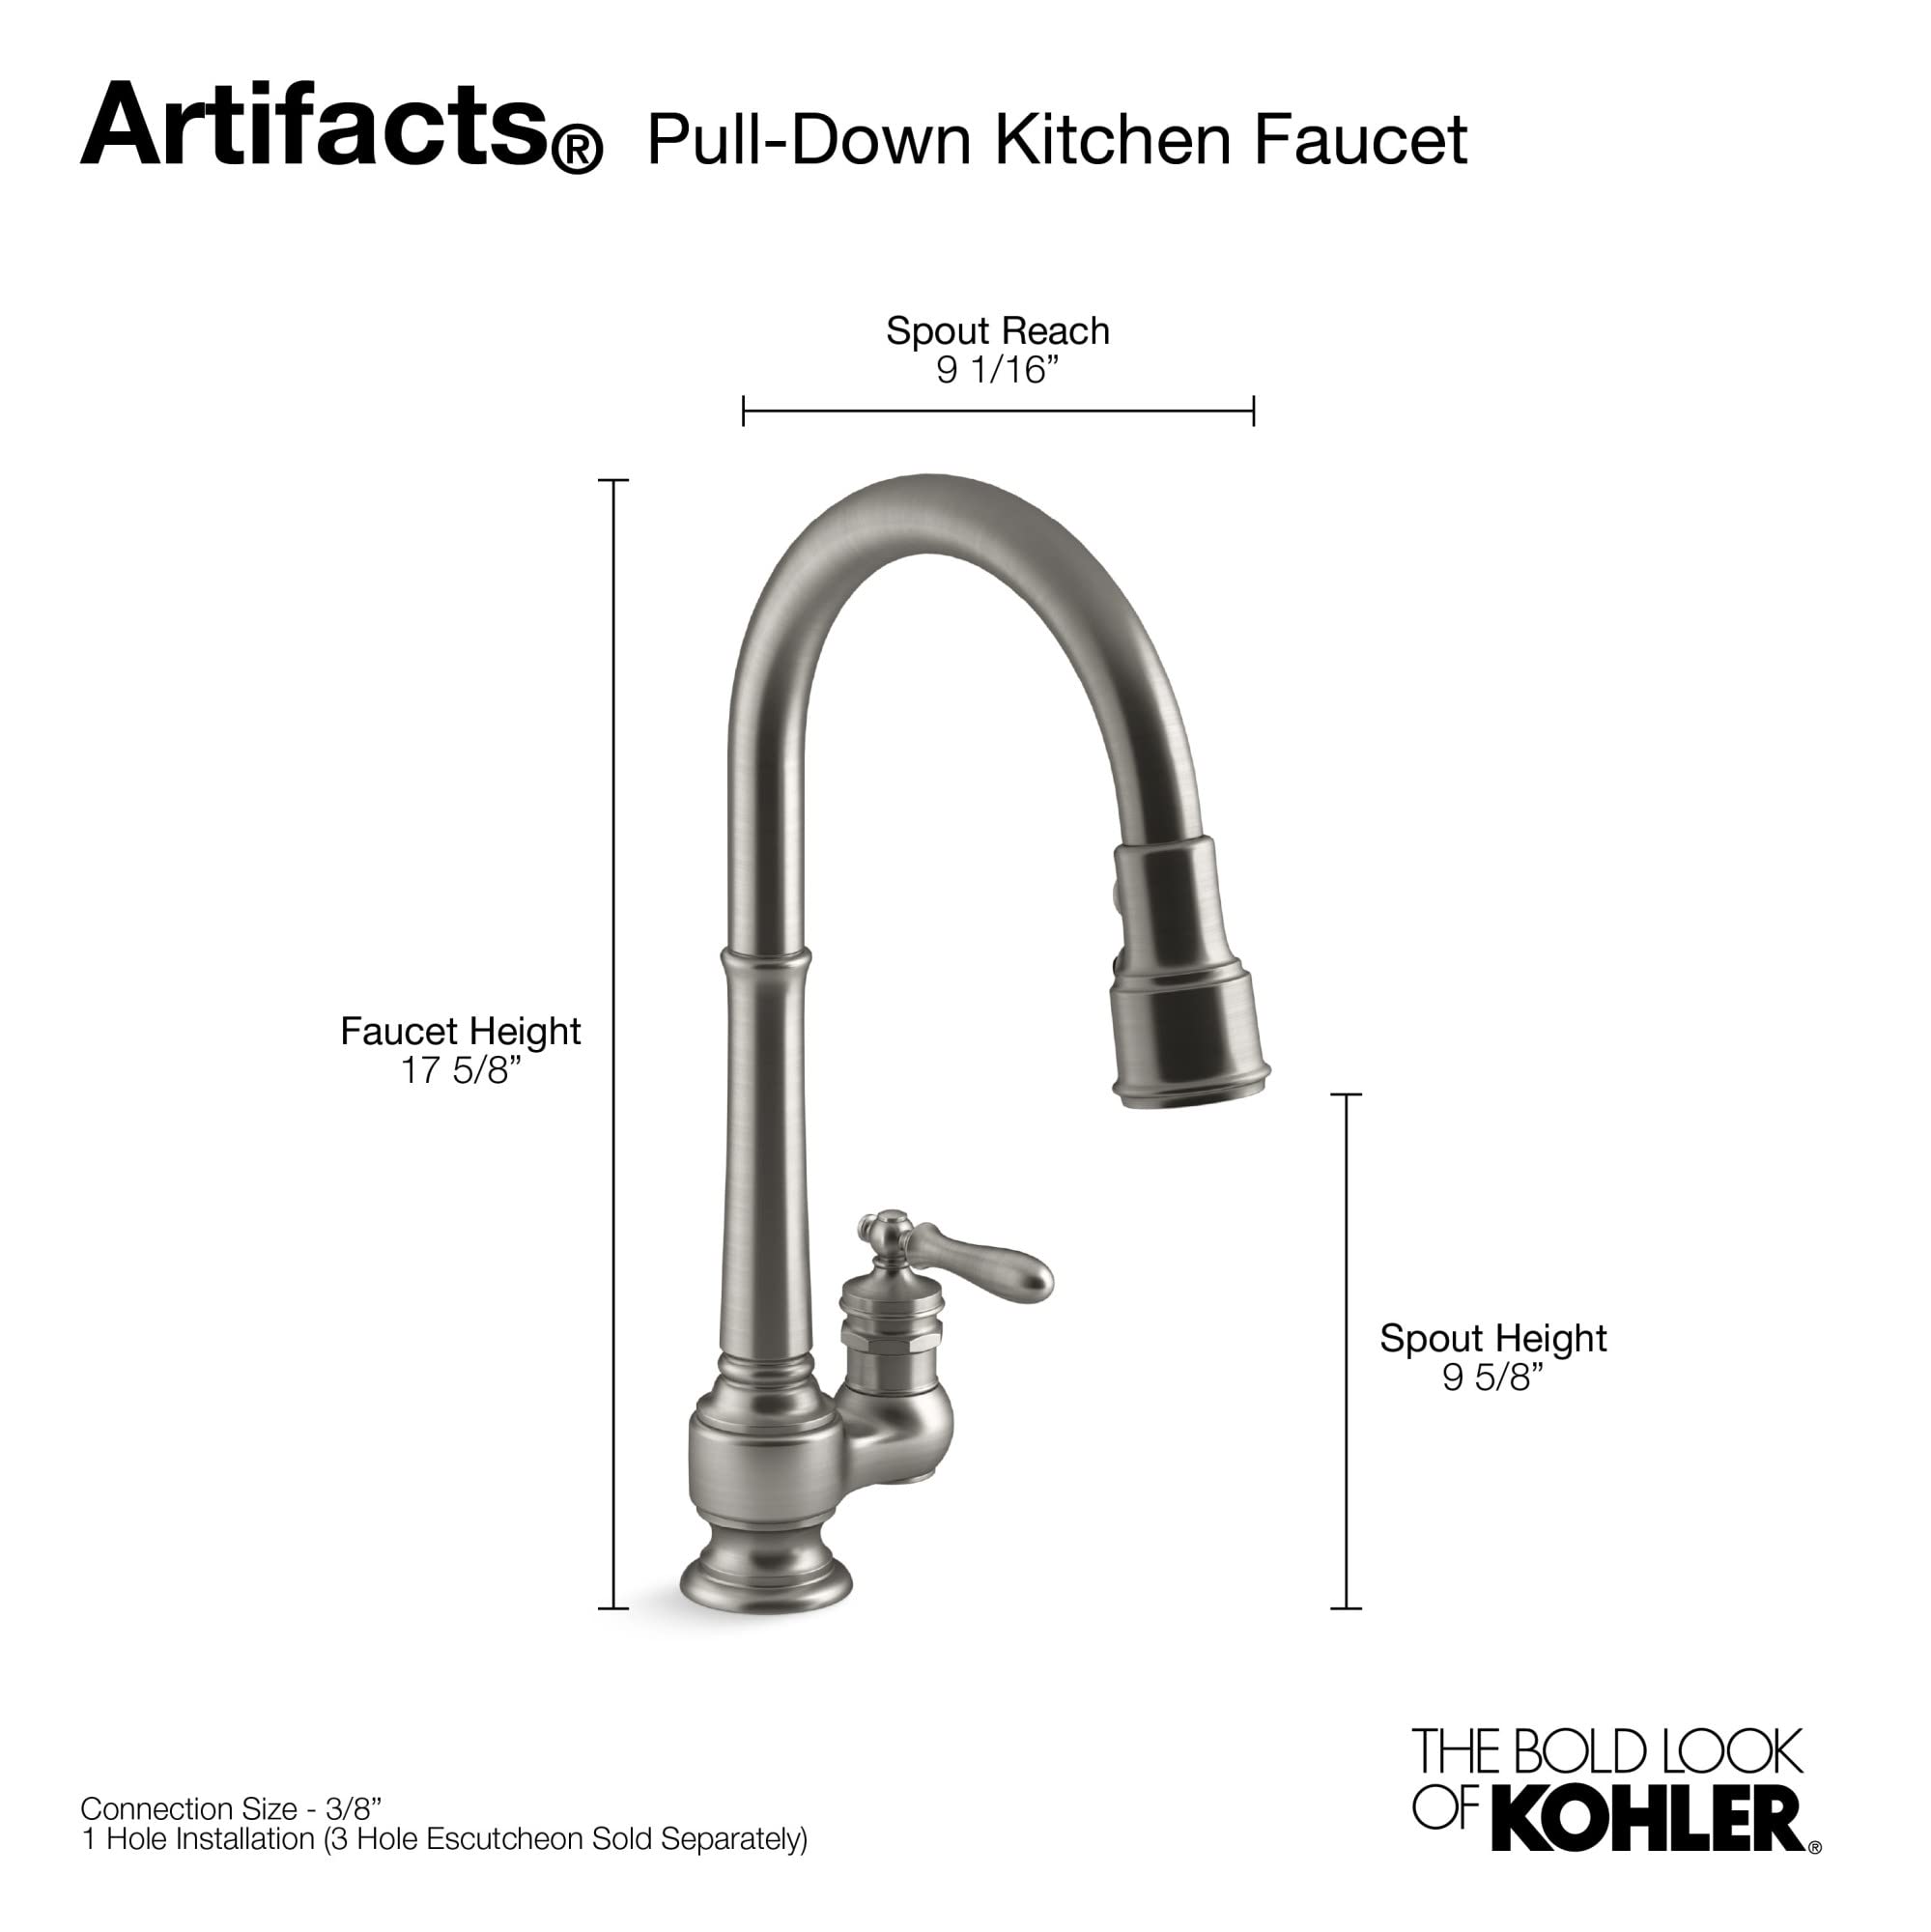 Artifacts® Pull-Down Kitchen Faucet
Spout Reach
9 1/16”
Faucet Height
17 5/8”
Spout Height
9 5/8”
Connection Size - 3/8”
1 Hole Installation (3 Hole Escutcheon Sold Separately)
THE BOLD LOOK
OF KOHLER®